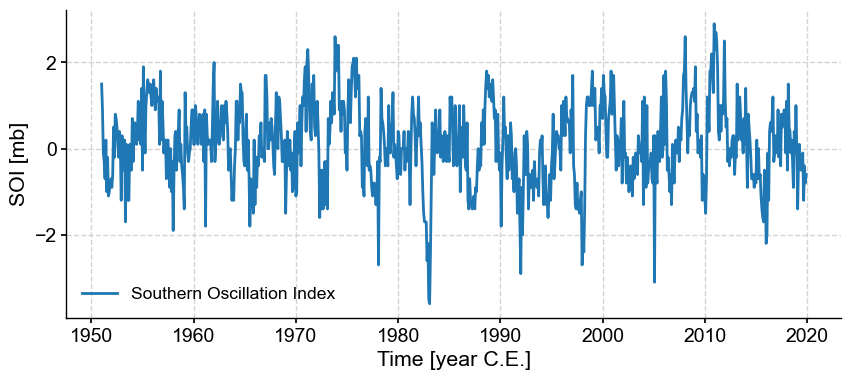 SOI [mb]
2
0
−2
Southern Oscillation Index
1950 1960 1970 1980 1990 2000 2010 2020
Time [year C.E.]